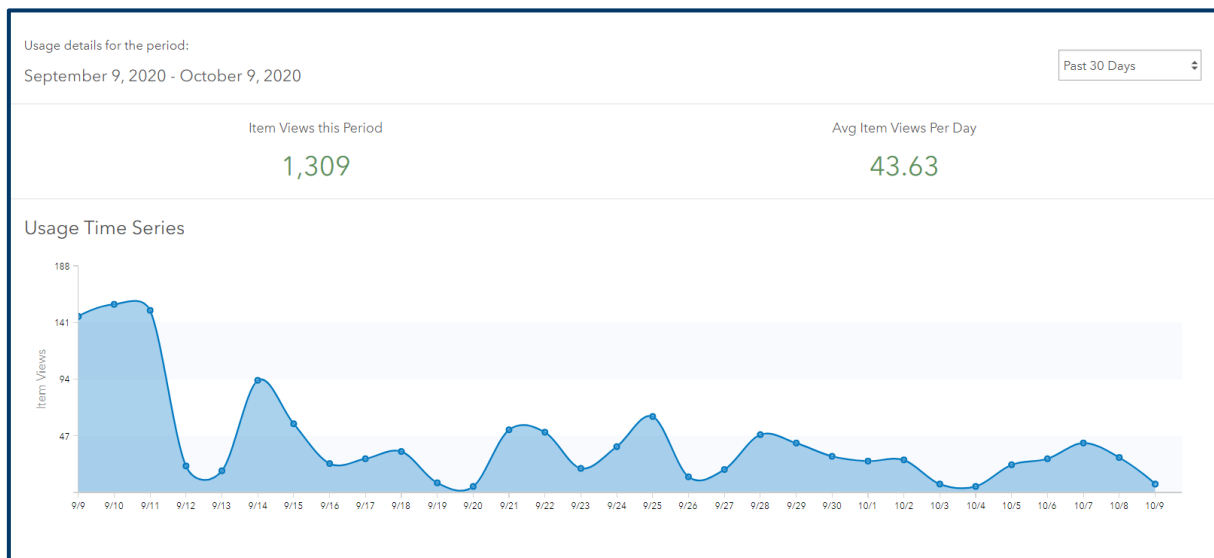 Usage details for the period:
September 9, 2020 - October 9, 2020
Past 30 Days
Item Views this Period
Avg Item Views Per Day
1,309
43.63
Usage Time Series
188
141
94
47
Item Views
9/9 9/10 9/11 9/12 9/13 9/14 9/15 9/16 9/17 9/18 9/19 9/20 9/21 9/22 9/23 9/24 9/25 9/26 9/27 9/28 9/29 9/30 10/1 10/2 10/3 10/4 10/5 10/6 10/7 10/8 10/9